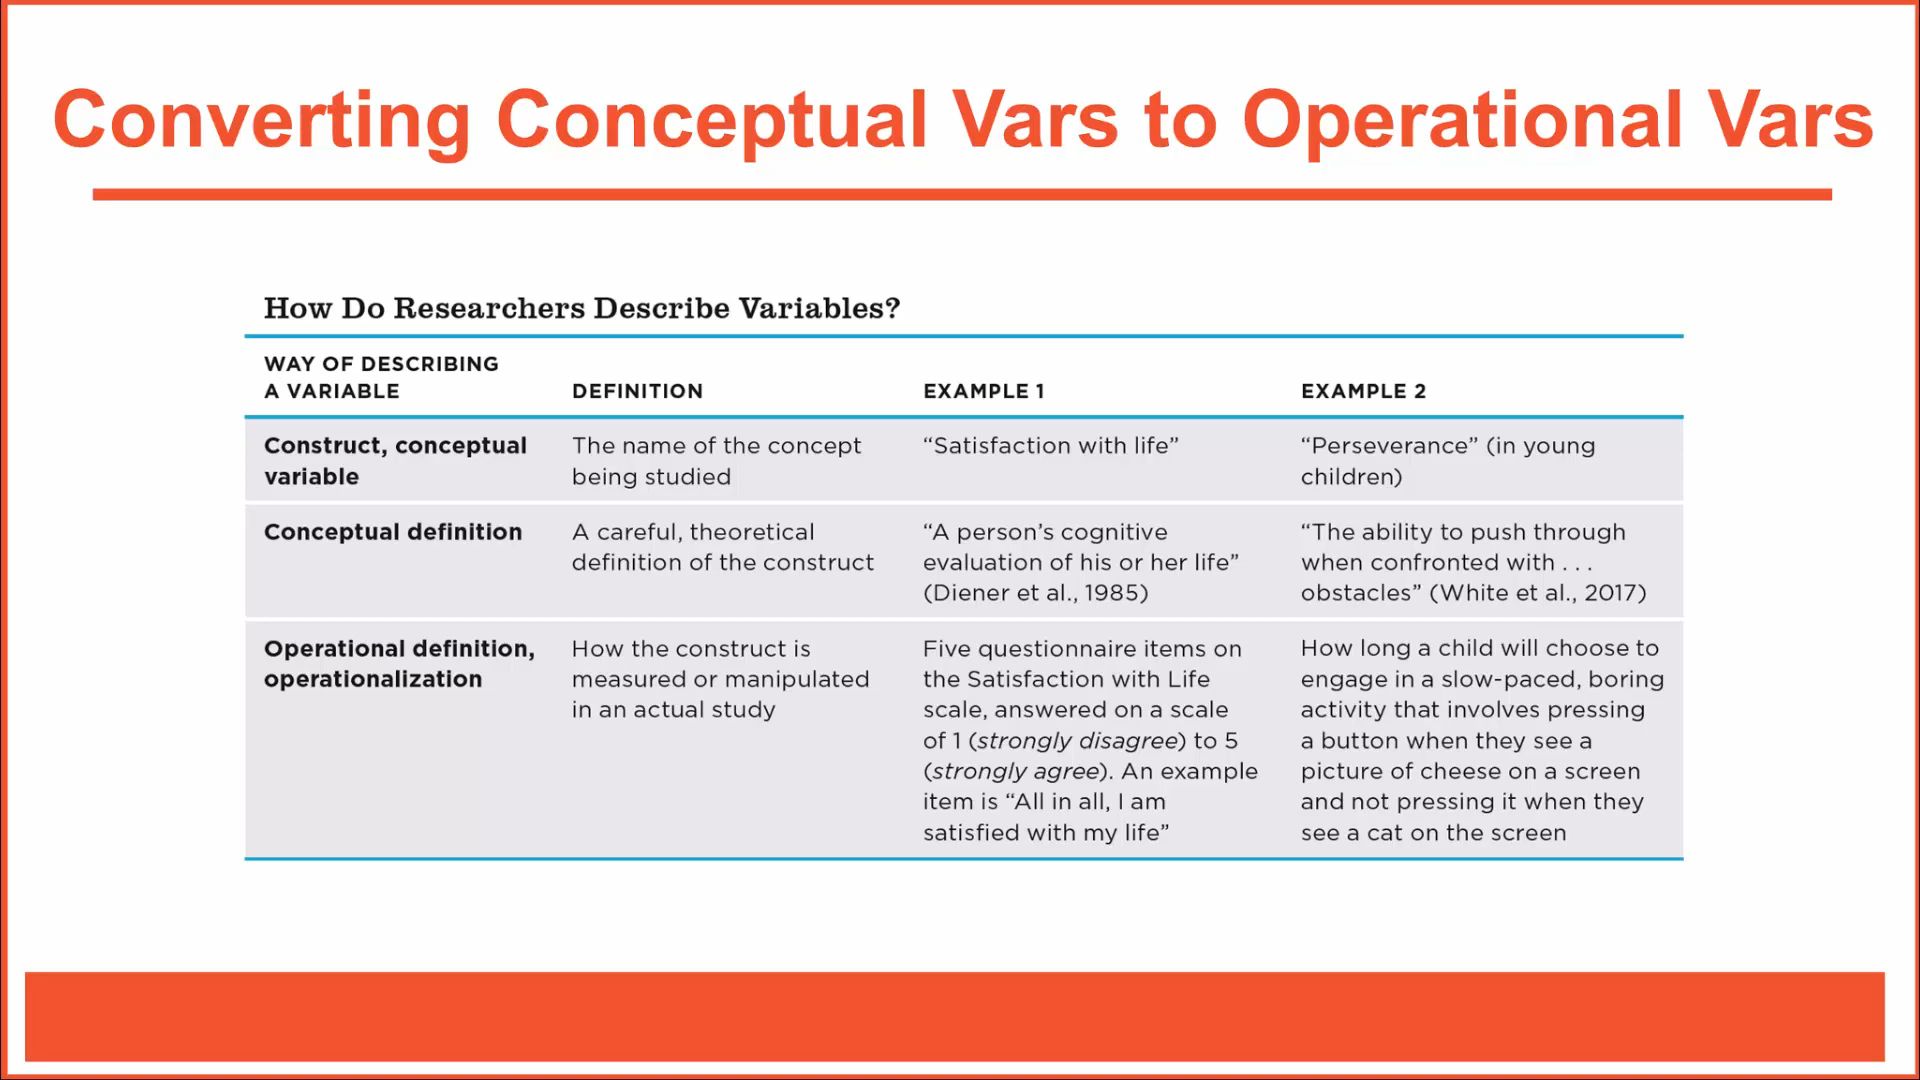 Converting Conceptual Vars to Operational Vars
How Do Researchers Describe Variables?
WAY OF DESCRIBING
A VARIABLE
DEFINITION
EXAMPLE 1
EXAMPLE 2
Construct, conceptual
variable
The name of the concept
being studied
“Satisfaction with life”
“Perseverance” (in young
children)
Conceptual definition
A careful, theoretical
definition of the construct
“A person’s cognitive
evaluation of his or her life”
(Diener et al., 1985)
“The ability to push through
when confronted with . . .
obstacles” (White et al., 2017)
Operational definition,
operationalization
How the construct is
measured or manipulated
in an actual study
Five questionnaire items on
the Satisfaction with Life
scale, answered on a scale
of 1 (strongly disagree) to 5
(strongly agree). An example
item is “All in all, I am
satisfied with my life”
How long a child will choose to
engage in a slow-paced, boring
activity that involves pressing
a button when they see a
picture of cheese on a screen
and not pressing it when they
see a cat on the screen